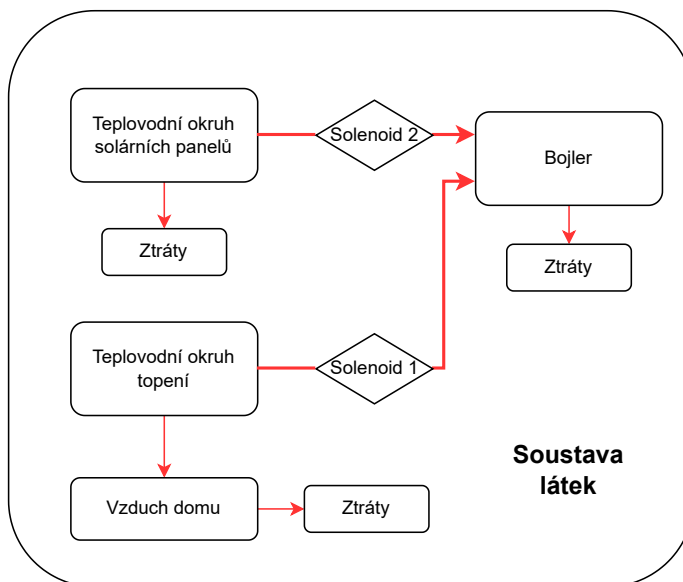 Teplovodní okruh
solárních panelů
Solenoid 2
Bojler
Ztráty
Ztráty
Teplovodní okruh
topení
Solenoid 1
Soustava
látek
Vzduch domu
Ztráty